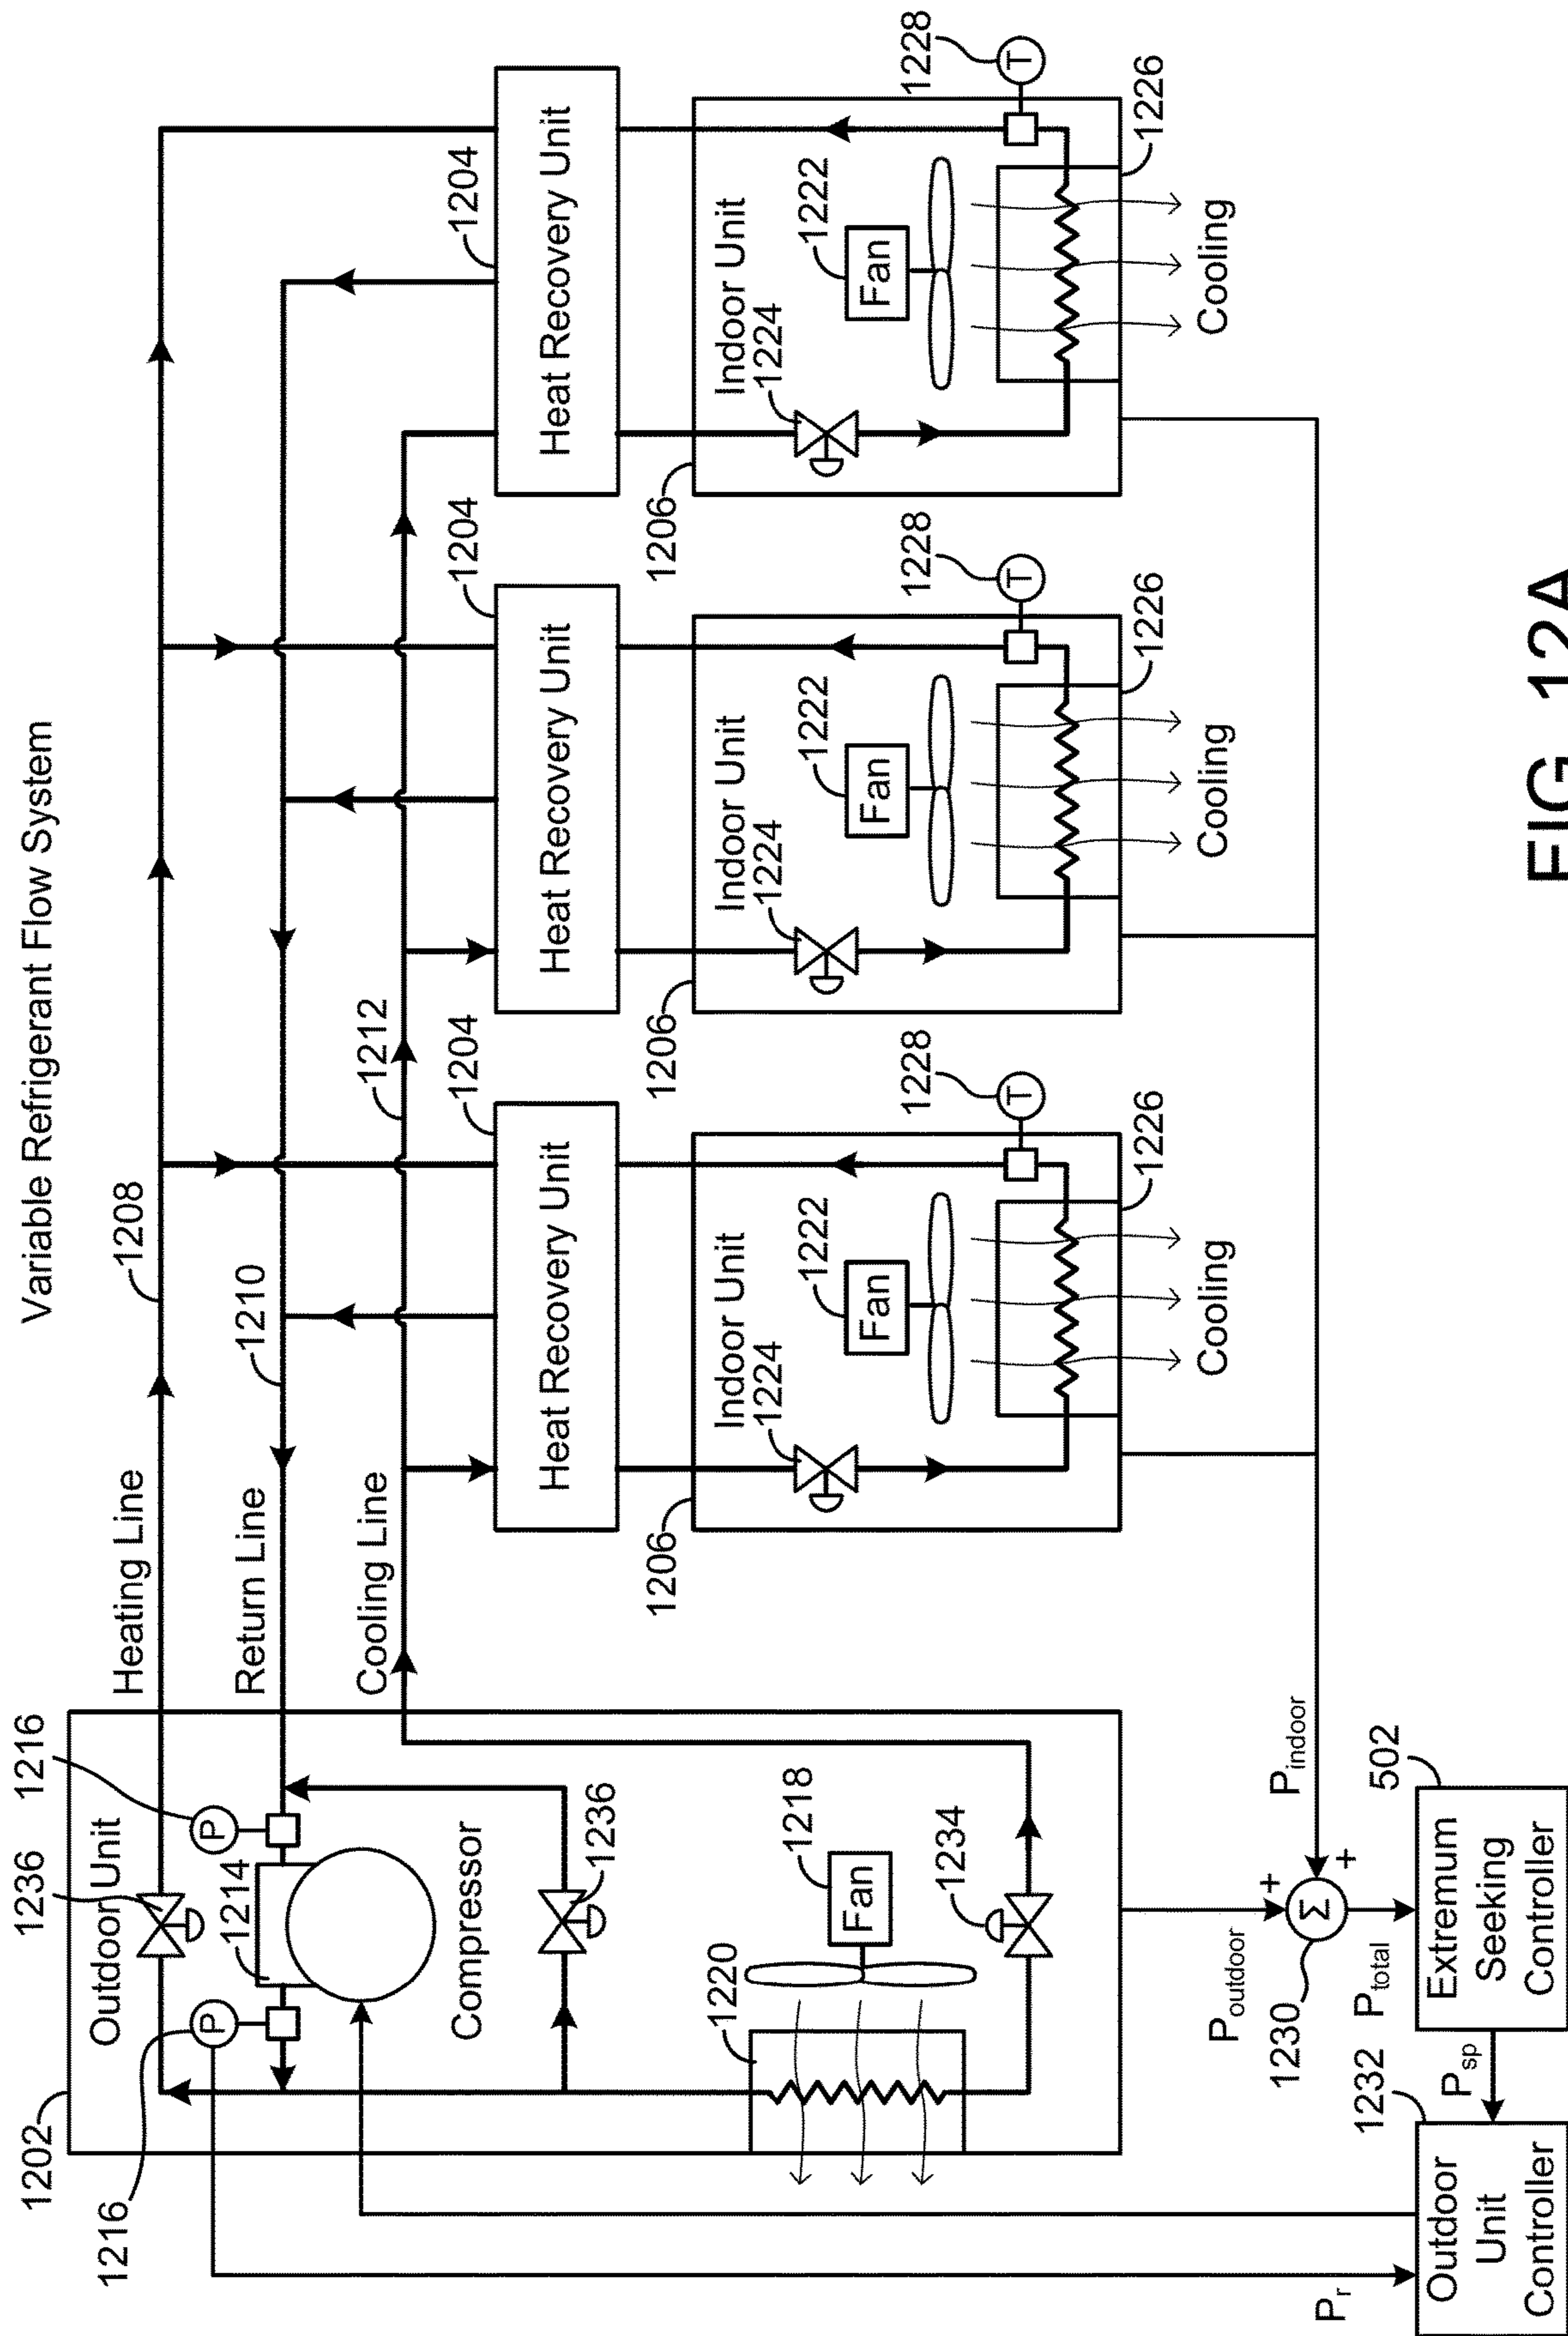 Variable Refrigerant Flow System
1202
1216
1216
1236
Outdoor Unit
P
P
1214
Compressor
1236
1220
Fan
1218
1234
Heating Line
1208
Return Line
1210
Cooling Line
1212
1204
Heat Recovery Unit
1204
Heat Recovery Unit
1204
Heat Recovery Unit
1206
Indoor Unit
1224
1222
Fan
1228
T
1226
Cooling
1206
Indoor Unit
1224
1222
Fan
1228
T
1226
Cooling
1206
Indoor Unit
1224
1222
Fan
1228
T
1226
Cooling
Pr
Poutdoor
+
Pindoor
+
Σ
1230
Ptotal
502
Extremum
Seeking
Controller
Psp
1232
Outdoor
Unit
Controller
FIG. 12A